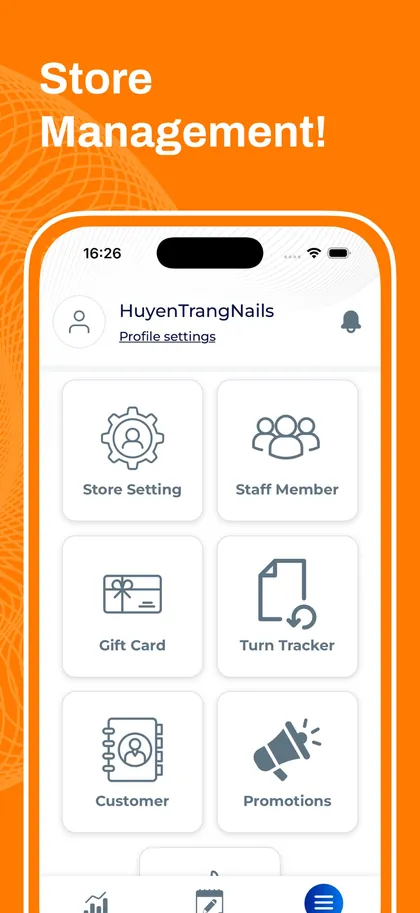 Store
Management!
16:26
HuyenTrangNails
Profile settings
Store Setting
Staff Member
Gift Card
Turn Tracker
Customer
Promotions